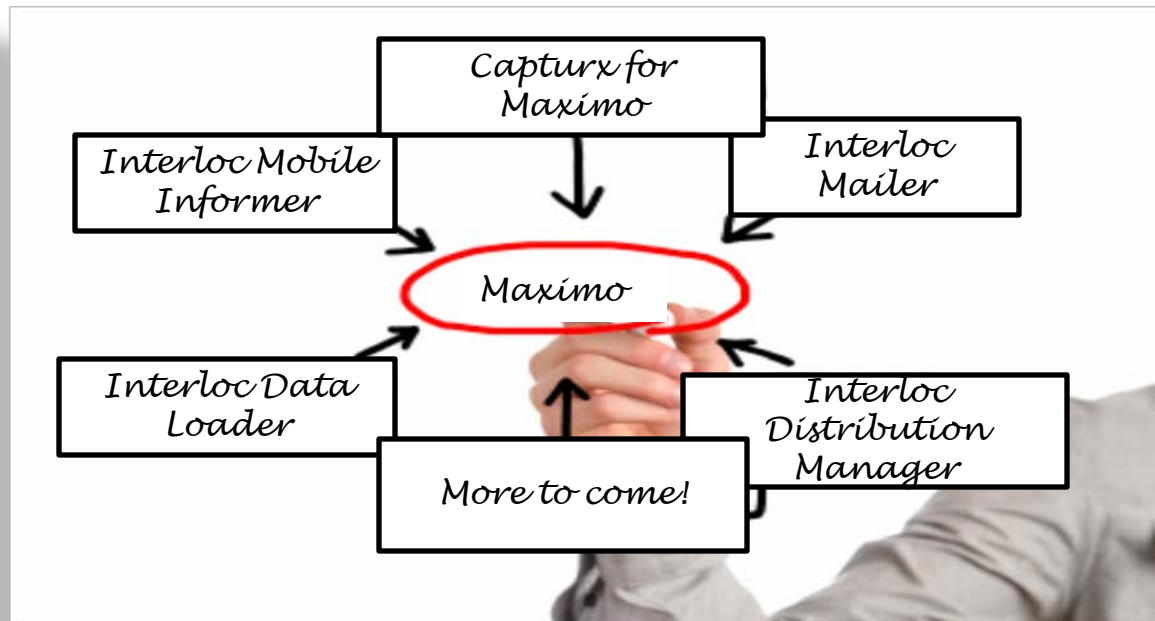 Capturx for
Maximo
Interloc Mobile
Informer
Interloc
Mailer
Maximo
Interloc Data
Loader
Interloc
Distribution
Manager
More to come!